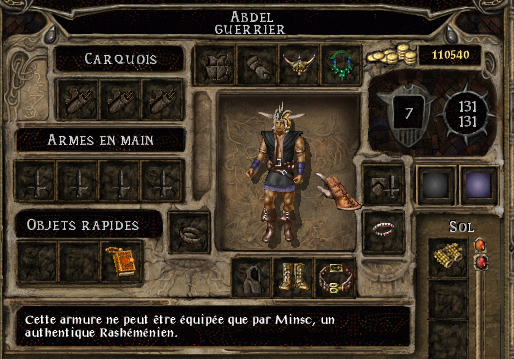 Abdel
GUERRIER
Carquois
110540
7
131
131
Armes en main
Objets rapides
Sol
Cette armure ne peut être équipée que par Minsc, un
authentique Rashéménien.